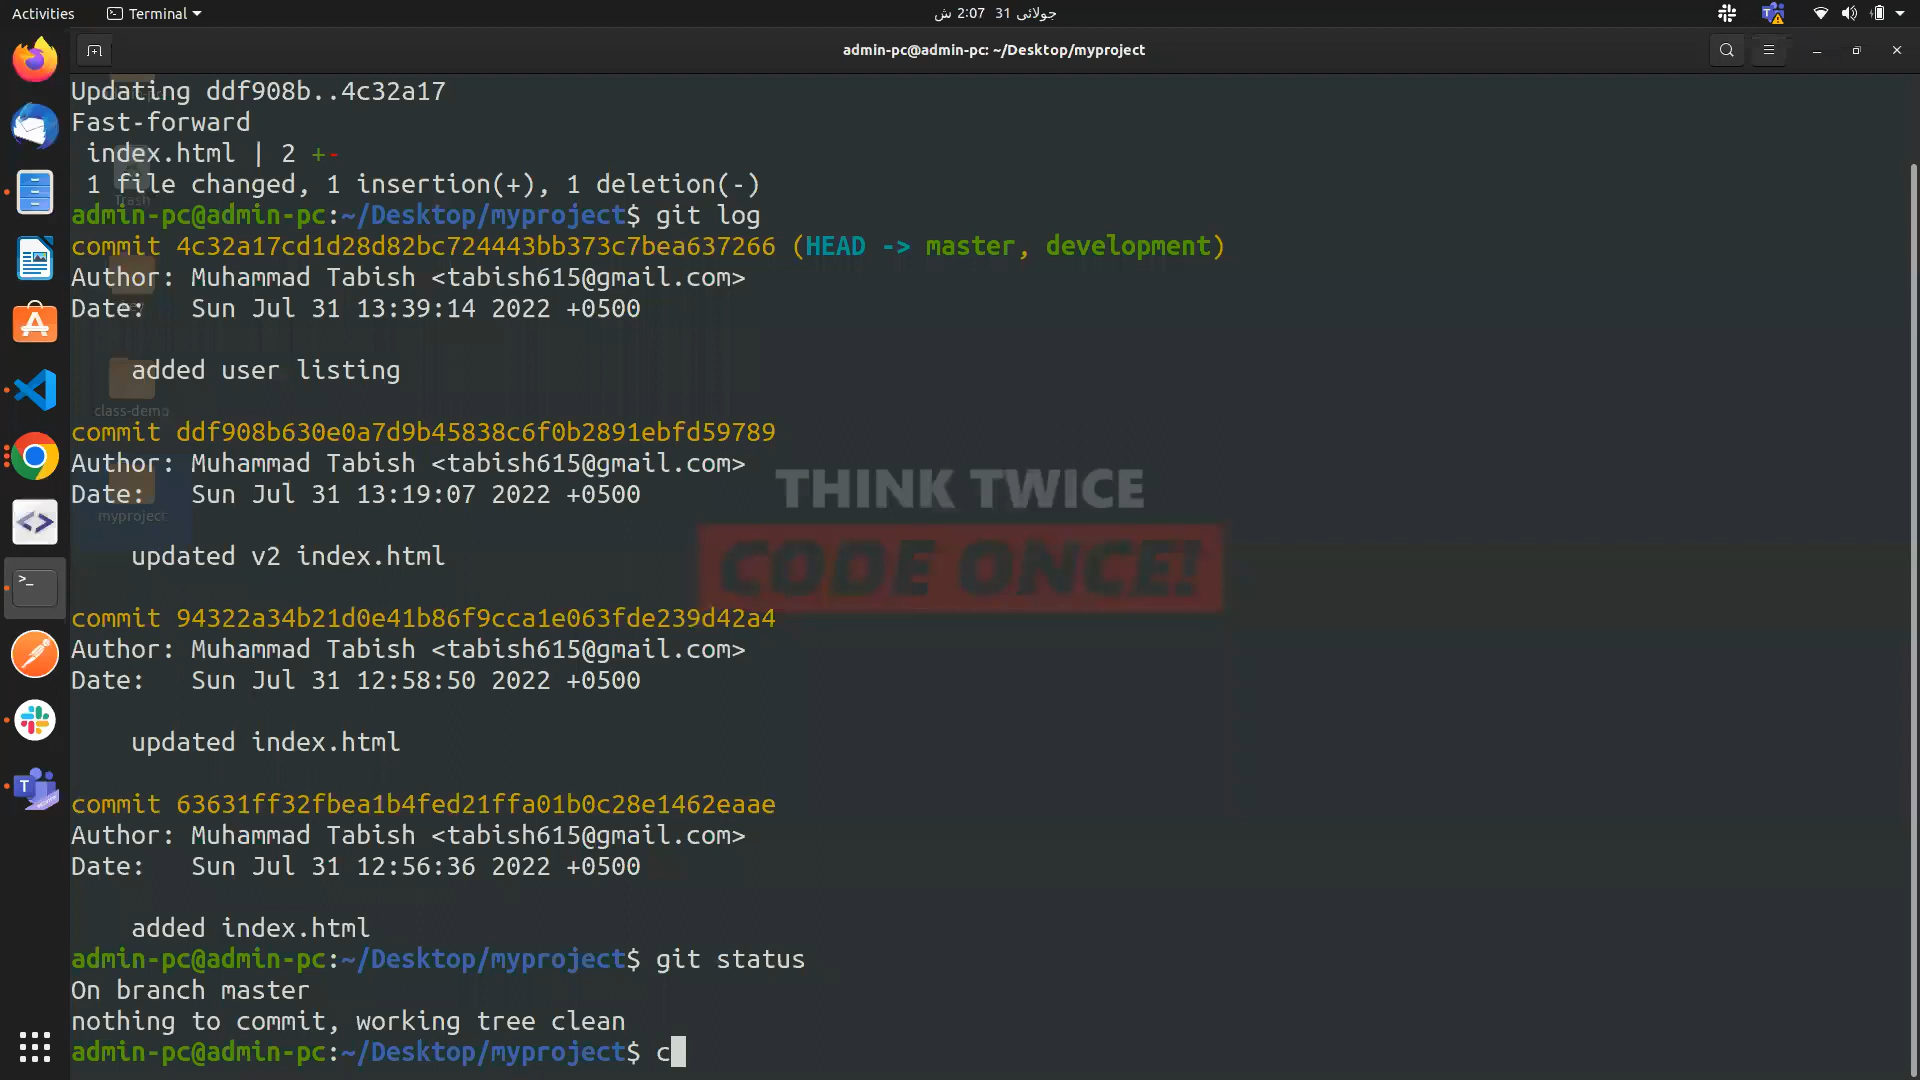 Activities
Terminal
جولائی 31 2:07 ش
admin-pc@admin-pc: ~/Desktop/myproject
Updating ddf908b..4c32a17
Fast-forward
 index.html | 2 +-
 1 file changed, 1 insertion(+), 1 deletion(-)
admin-pc@admin-pc:~/Desktop/myproject$ git log
commit 4c32a17cd1d28d82bc724443bb373c7bea637266 (HEAD -> master, development)
Author: Muhammad Tabish <tabish615@gmail.com>
Date:   Sun Jul 31 13:39:14 2022 +0500
    added user listing
commit ddf908b630e0a7d9b45838c6f0b2891ebfd59789
Author: Muhammad Tabish <tabish615@gmail.com>
Date:   Sun Jul 31 13:19:07 2022 +0500
    updated v2 index.html
commit 94322a34b21d0e41b86f9cca1e063fde239d42a4
Author: Muhammad Tabish <tabish615@gmail.com>
Date:   Sun Jul 31 12:58:50 2022 +0500
    updated index.html
commit 63631ff32fbea1b4fed21ffa01b0c28e1462eaae
Author: Muhammad Tabish <tabish615@gmail.com>
Date:   Sun Jul 31 12:56:36 2022 +0500
    added index.html
admin-pc@admin-pc:~/Desktop/myproject$ git status
On branch master
nothing to commit, working tree clean
admin-pc@admin-pc:~/Desktop/myproject$ c
Trash
class-demo
myproject
THINK TWICE
CODE ONCE!